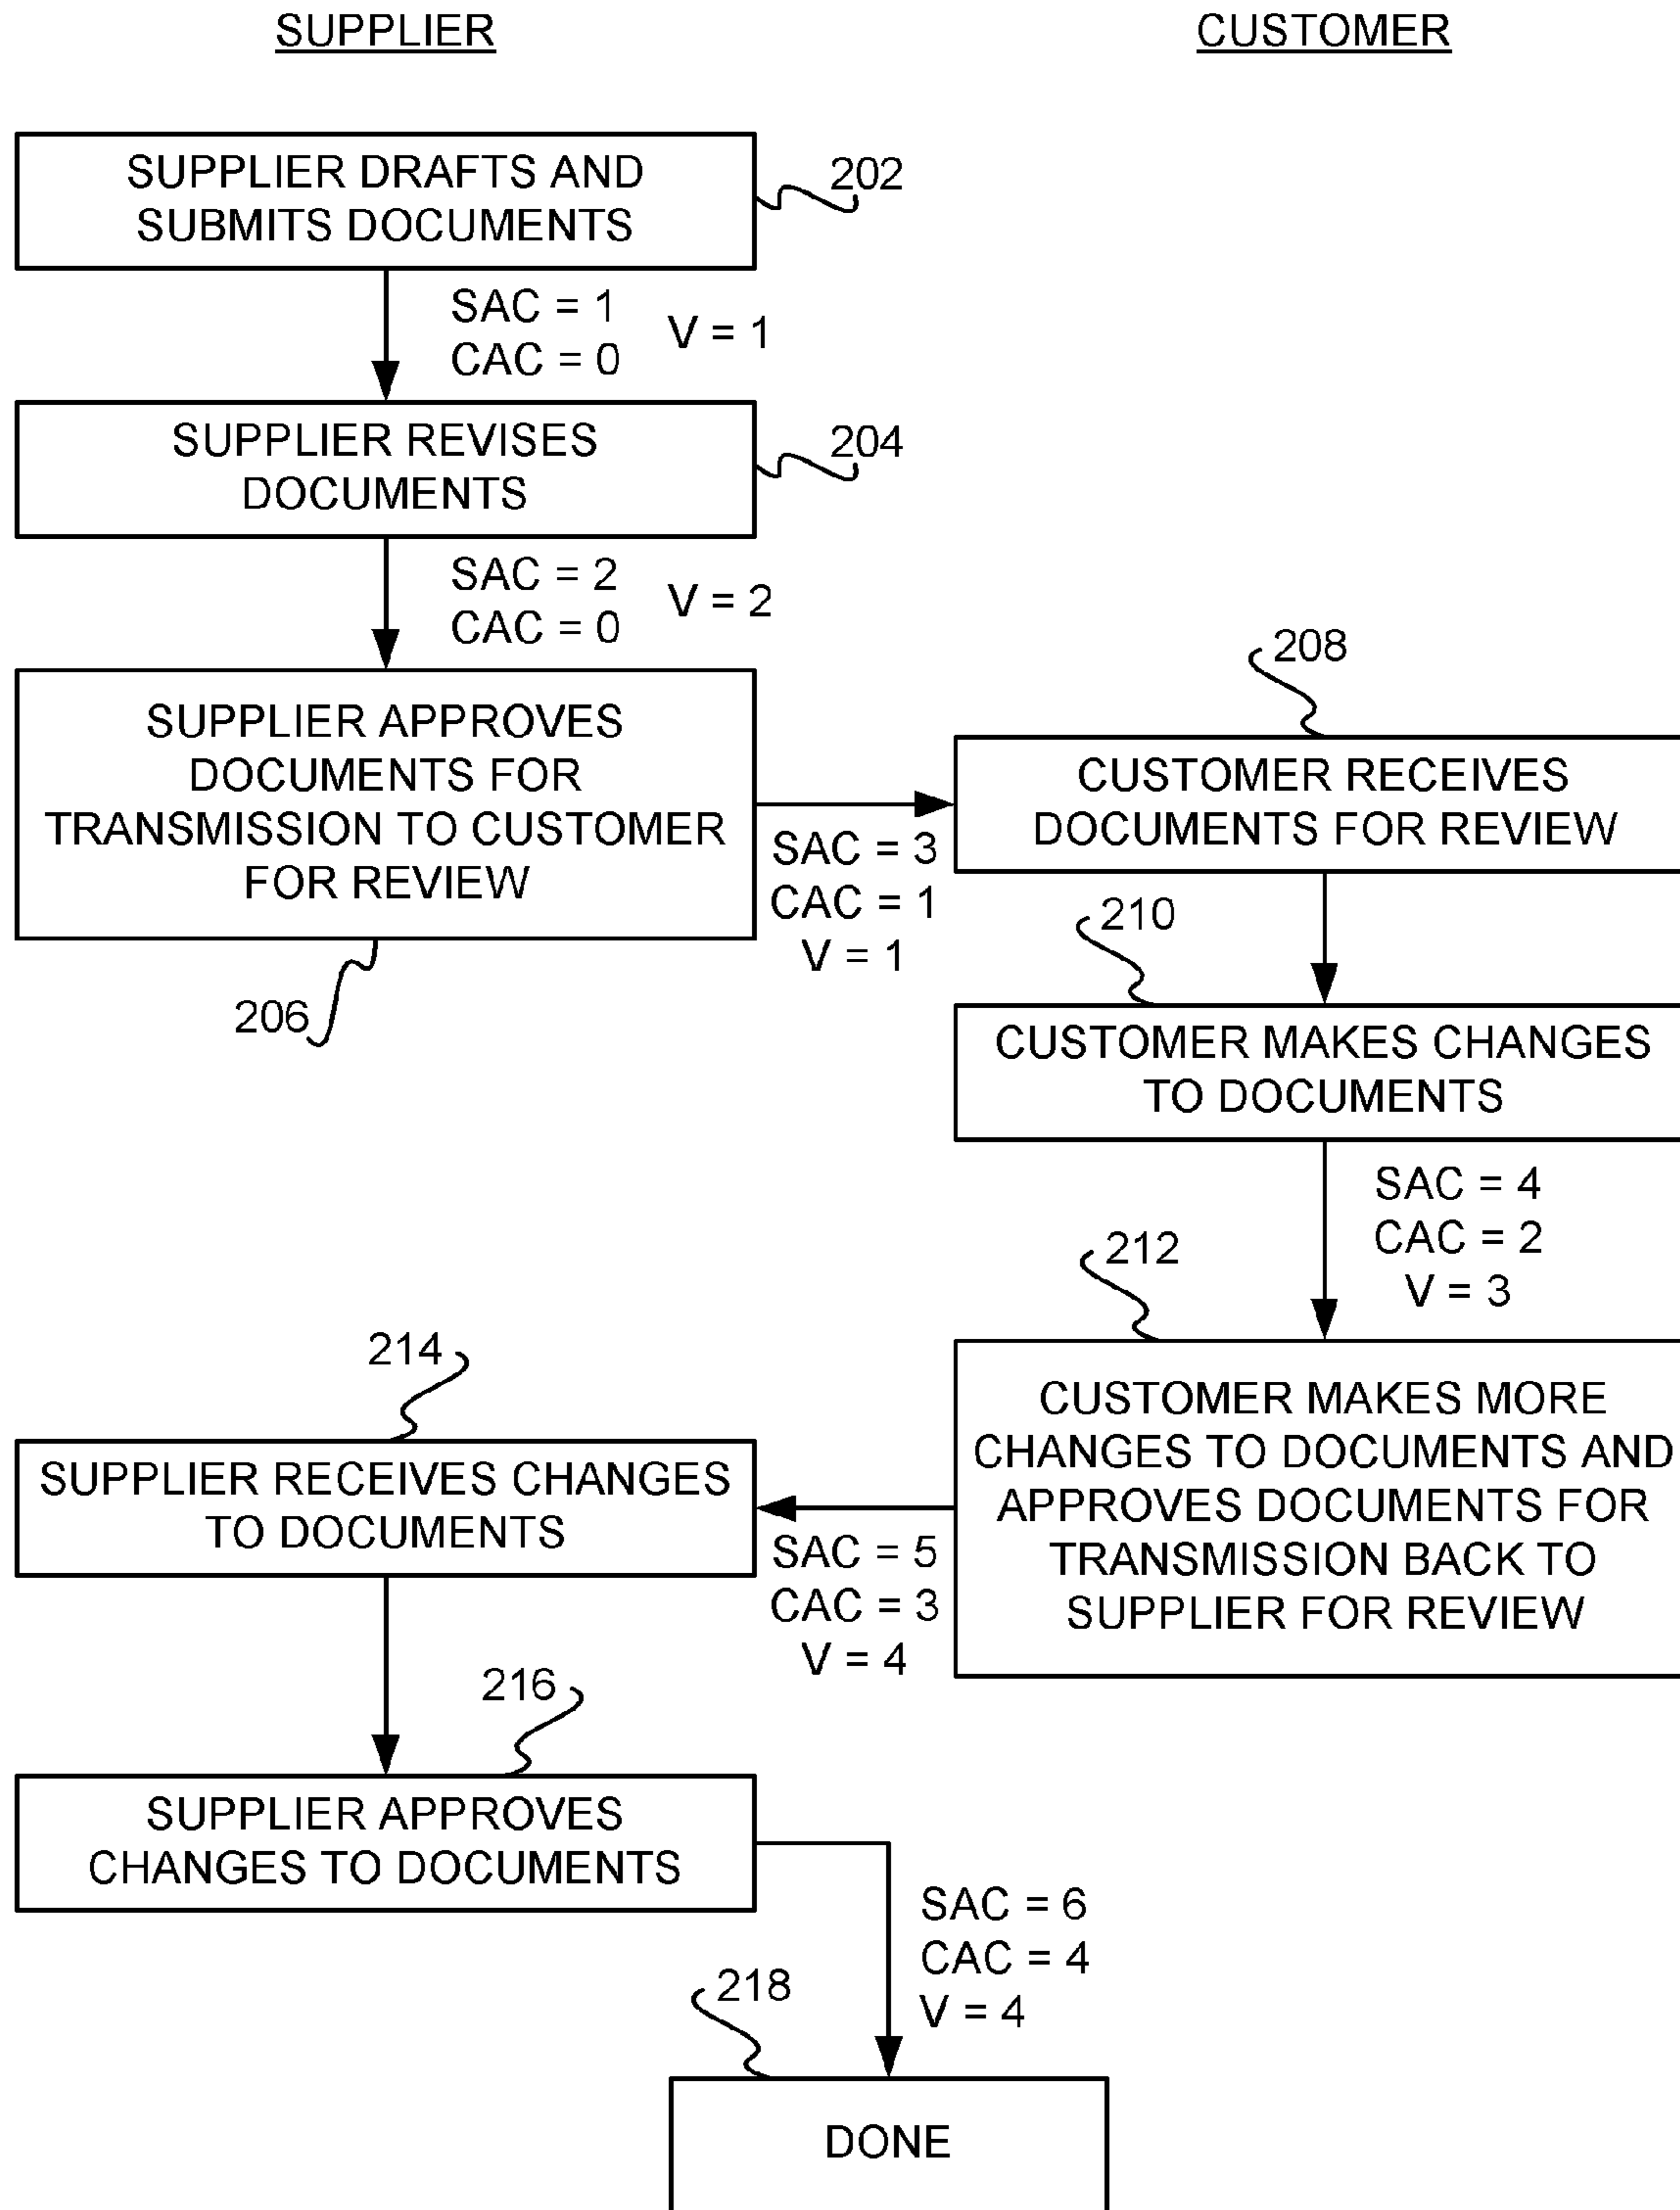 SUPPLIER
CUSTOMER
SUPPLIER DRAFTS AND
SUBMITS DOCUMENTS
202
SAC = 1
CAC = 0
V = 1
SUPPLIER REVISES
DOCUMENTS
204
SAC = 2
CAC = 0
V = 2
SUPPLIER APPROVES
DOCUMENTS FOR
TRANSMISSION TO CUSTOMER
FOR REVIEW
206
SAC = 3
CAC = 1
V = 1
208
CUSTOMER RECEIVES
DOCUMENTS FOR REVIEW
210
CUSTOMER MAKES CHANGES
TO DOCUMENTS
SAC = 4
CAC = 2
V = 3
212
CUSTOMER MAKES MORE
CHANGES TO DOCUMENTS AND
APPROVES DOCUMENTS FOR
TRANSMISSION BACK TO
SUPPLIER FOR REVIEW
SAC = 5
CAC = 3
V = 4
214
SUPPLIER RECEIVES CHANGES
TO DOCUMENTS
216
SUPPLIER APPROVES
CHANGES TO DOCUMENTS
SAC = 6
CAC = 4
V = 4
218
DONE